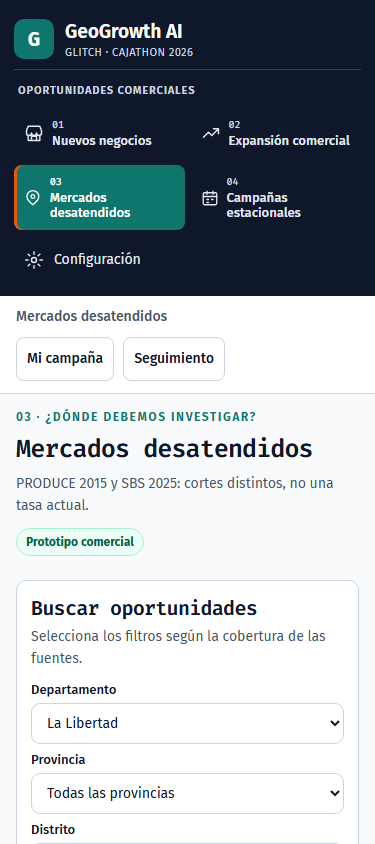 G
GeoGrowth AI
GLITCH · CAJATHON 2026
OPORTUNIDADES COMERCIALES
01
Nuevos negocios
02
Expansión comercial
03
Mercados
desatendidos
04
Campañas
estacionales
Configuración
Mercados desatendidos
Mi campaña
Seguimiento
03 · ¿DÓNDE DEBEMOS INVESTIGAR?
Mercados desatendidos
PRODUCE 2015 y SBS 2025: cortes distintos, no una
tasa actual.
Prototipo comercial
Buscar oportunidades
Selecciona los filtros según la cobertura de las
fuentes.
Departamento
La Libertad
Provincia
Todas las provincias
Distrito